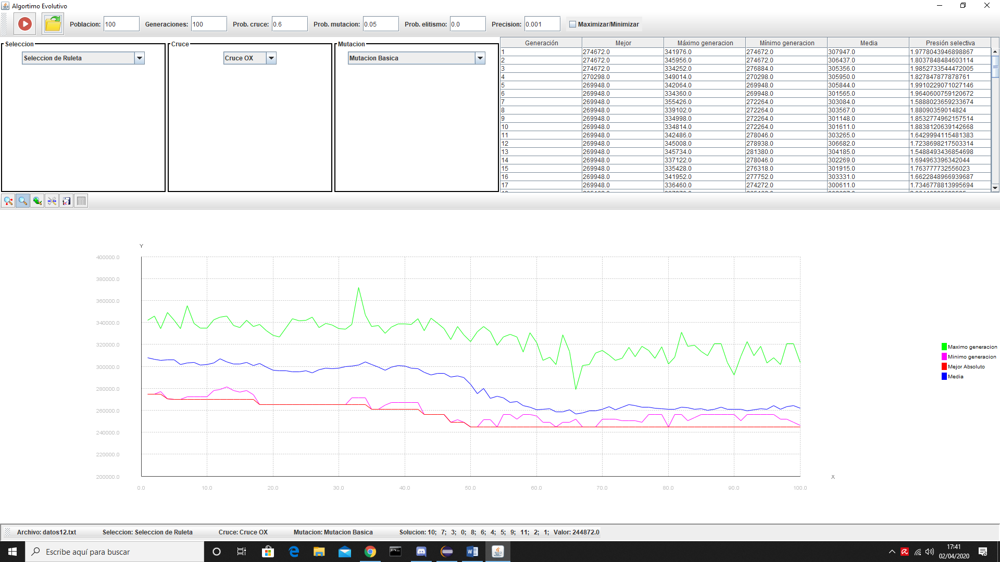 Algortimo Evolutivo
Poblacion: 100 Generaciones: 100 Prob. cruce: 0.6 Prob. mutacion: 0.05 Prob. elitismo: 0.0 Precision: 0.001 Maximizar/Minimizar
Seleccion Cruce Mutacion
Seleccion de Ruleta Cruce OX Mutacion Basica
Generación Mejor Máximo generacion Mínimo generacion Media Presión selectiva
1 274672.0 341976.0 274672.0 307947.0 1.9778043946898867
2 274672.0 345956.0 274672.0 306437.0 1.8037848484603114
3 274672.0 334252.0 276884.0 305356.0 1.9852733544472005
4 270298.0 349014.0 270298.0 305950.0 1.827847877878761
5 269948.0 342064.0 269948.0 305844.0 1.9910229071027146
6 269948.0 334360.0 269948.0 301565.0 1.9640600759120672
7 269948.0 355426.0 272264.0 303084.0 1.5888023659233674
8 269948.0 339102.0 272264.0 303567.0 1.88090359014824
9 269948.0 334998.0 272264.0 301148.0 1.8532774962157514
10 269948.0 334814.0 272264.0 301611.0 1.8838120639142668
11 269948.0 342486.0 278046.0 303265.0 1.6429994115481383
12 269948.0 345008.0 278938.0 306682.0 1.7238698217503314
13 269948.0 345734.0 281380.0 304185.0 1.5488493436854698
14 269948.0 337122.0 278046.0 302269.0 1.694963396342044
15 269948.0 335428.0 276318.0 301915.0 1.763777732556023
16 269948.0 341952.0 277752.0 303331.0 1.6622848966939687
17 269948.0 336460.0 274272.0 300611.0 1.7346778813995694
Y
400000.0
380000.0
360000.0
340000.0
320000.0
300000.0
280000.0
260000.0
240000.0
220000.0
200000.0
X
0.0 10.0 20.0 30.0 40.0 50.0 60.0 70.0 80.0 90.0 100.0
Maximo generacion
Minimo generacion
Mejor Absoluto
Media
Archivo: datos12.txt Seleccion: Seleccion de Ruleta Cruce: Cruce OX Mutacion: Mutacion Basica Solucion: 10; 7; 3; 0; 8; 6; 4; 5; 9; 11; 2; 1; Valor: 244872.0
Escribe aquí para buscar
17:41
02/04/2020